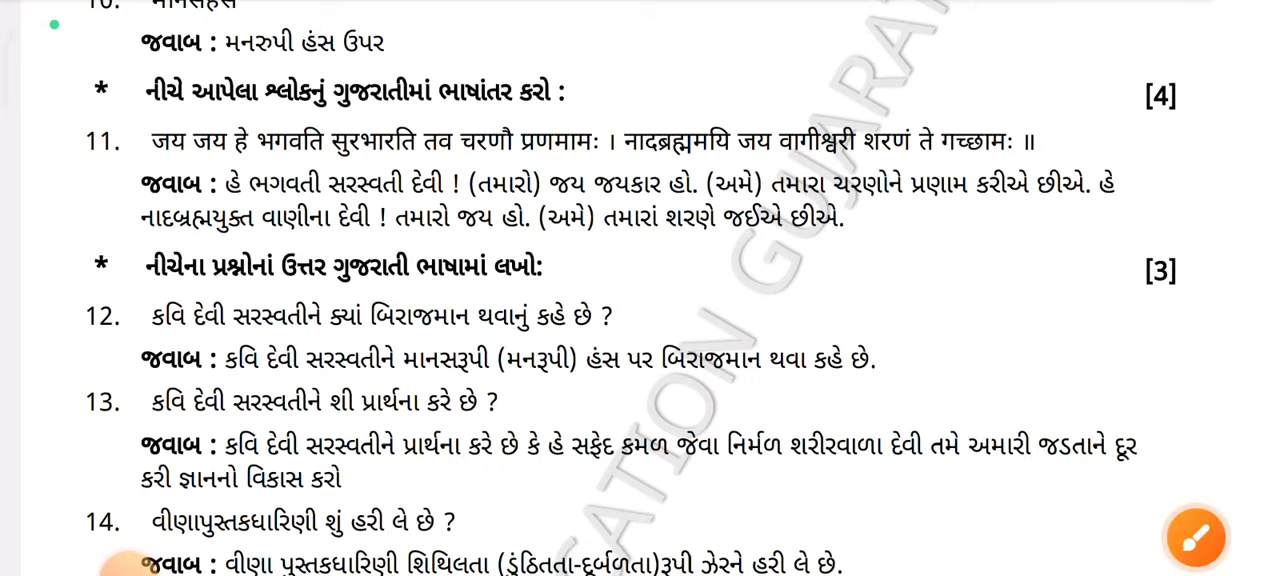 10. मानसहंस
જવાબ : મનરુપી હંસ ઉપર
* નીચે આપેલા શ્લોકનું ગુજરાતીમાં ભાષાંતર કરો : [4]
11. जय जय हे भगवति सुरभारति तव चरणौ प्रणमामः । नादब्रह्ममयि जय वागीश्वरी शरणं ते गच्छामः ॥
જવાબ : હે ભગવતી સરસ્વતી દેવી ! (તમારો) જય જયકાર હો. (અમે) તમારા ચરણોને પ્રણામ કરીએ છીએ. હે
નાદબ્રહ્મયુક્ત વાણીના દેવી ! તમારો જય હો. (અમે) તમારાં શરણે જઈએ છીએ.
* નીચેના પ્રશ્નોનાં ઉત્તર ગુજરાતી ભાષામાં લખો: [3]
12. કવિ દેવી સરસ્વતીને ક્યાં બિરાજમાન થવાનું કહે છે ?
જવાબ : કવિ દેવી સરસ્વતીને માનસરૂપી (મનરૂપી) હંસ પર બિરાજમાન થવા કહે છે.
13. કવિ દેવી સરસ્વતીને શી પ્રાર્થના કરે છે ?
જવાબ : કવિ દેવી સરસ્વતીને પ્રાર્થના કરે છે કે હે સફેદ કમળ જેવા નિર્મળ શરીરવાળા દેવી તમે અમારી જડતાને દૂર
કરી જ્ઞાનનો વિકાસ કરો
14. વીણાપુસ્તકધારિણી શું હરી લે છે ?
જવાબ : વીણા પુસ્તકધારિણી શિથિલતા (કુંઠિતતા-દુર્બળતા)રૂપી ઝેરને હરી લે છે.
CATION GUJARA